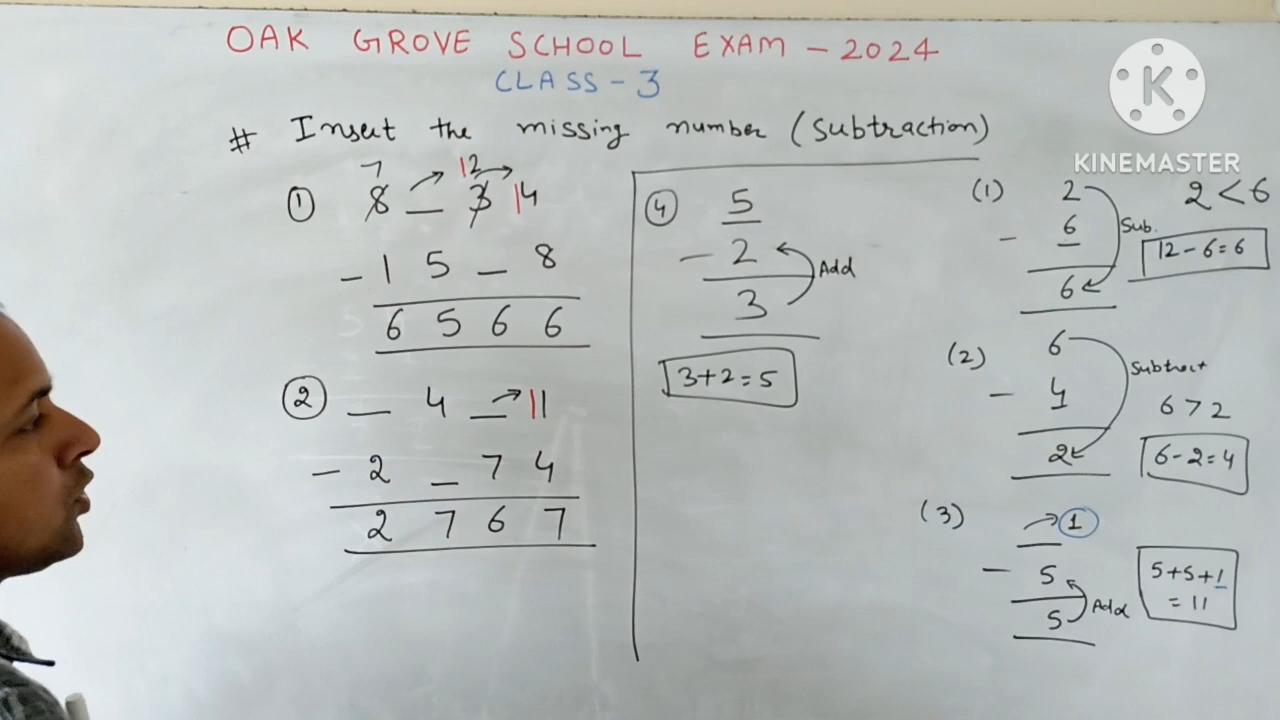 OAK GROVE SCHOOL EXAM - 2024
CLASS - 3
# Insert the missing number (Subtraction)
7 12
① 8 _ 3 14
- 1 5 _ 8
6 5 6 6
② _ 4 _ 11
- 2 _ 7 4
2 7 6 7
④ 5
- 2
Add
3
3+2=5
(1) 2
2 < 6
- 6
Sub.
12-6=6
6
(2) 6
Subtract
- 4
6 > 2
2
6-2=4
(3) _ 1
- 5
5+5+1
= 11
5
Add
K
KINEMASTER